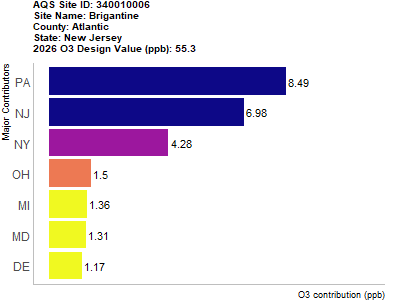 AQS Site ID: 340010006
Site Name: Brigantine
County: Atlantic
State: New Jersey
2026 O3 Design Value (ppb): 55.3
Major Contributors
PA 8.49
NJ 6.98
NY 4.28
OH 1.5
MI 1.36
MD 1.31
DE 1.17
O3 contribution (ppb)